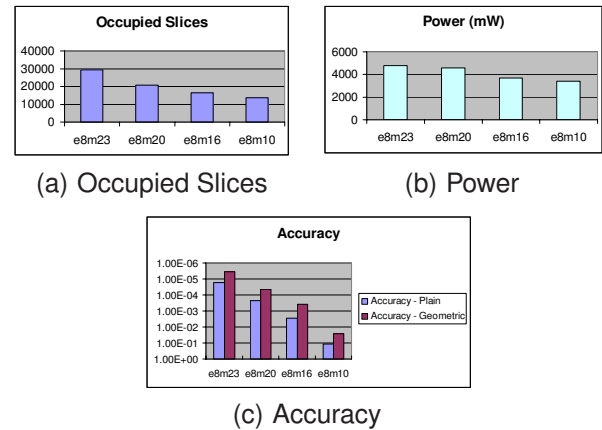 Occupied Slices
40000
30000
20000
10000
0
e8m23 e8m20 e8m16 e8m10
(a) Occupied Slices
Power (mW)
6000
4000
2000
0
e8m23 e8m20 e8m16 e8m10
(b) Power
Accuracy
1.00E-06
1.00E-05
1.00E-04
1.00E-03
1.00E-02
1.00E-01
1.00E+00
e8m23 e8m20 e8m16 e8m10
Accuracy - Plain
Accuracy - Geometric
(c) Accuracy